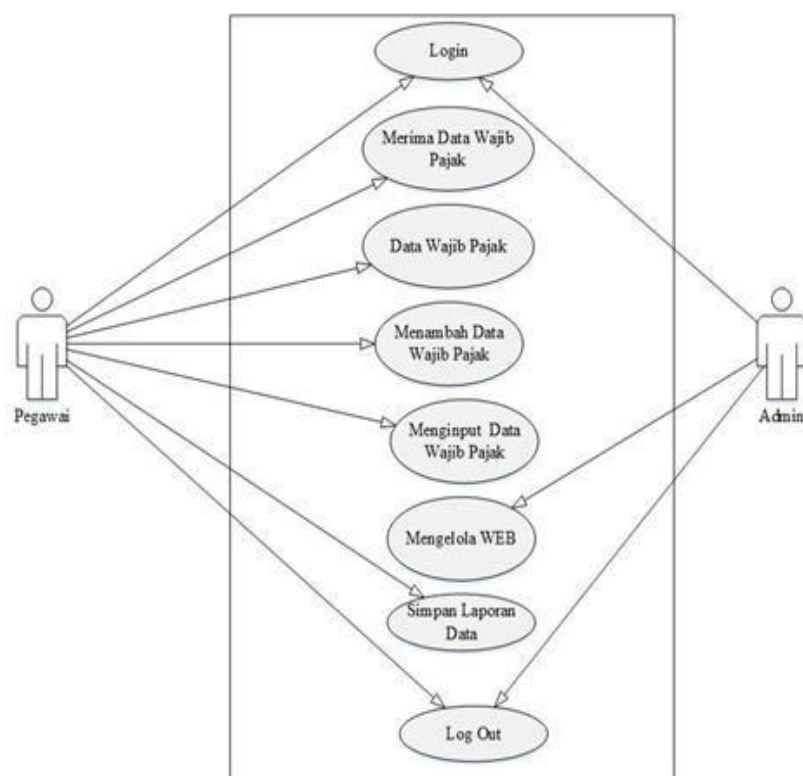 Login
Merima Data Wajib
Pajak
Data Wajib Pajak
Menambah Data
Wajib Pajak
Pegawai
Admin
Menginput Data
Wajib Pajak
Mengelola WEB
Simpan Laporan
Data
Log Out